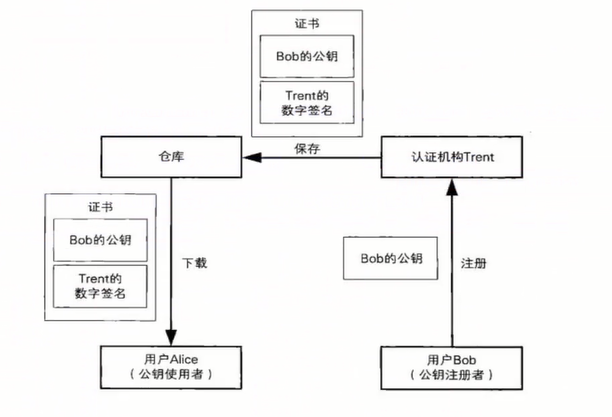 证书
Bob的公钥
Trent的
数字签名
仓库
保存
认证机构Trent
证书
Bob的公钥
Trent的
数字签名
下载
Bob的公钥
注册
用户Alice
（公钥使用者）
用户Bob
（公钥注册者）